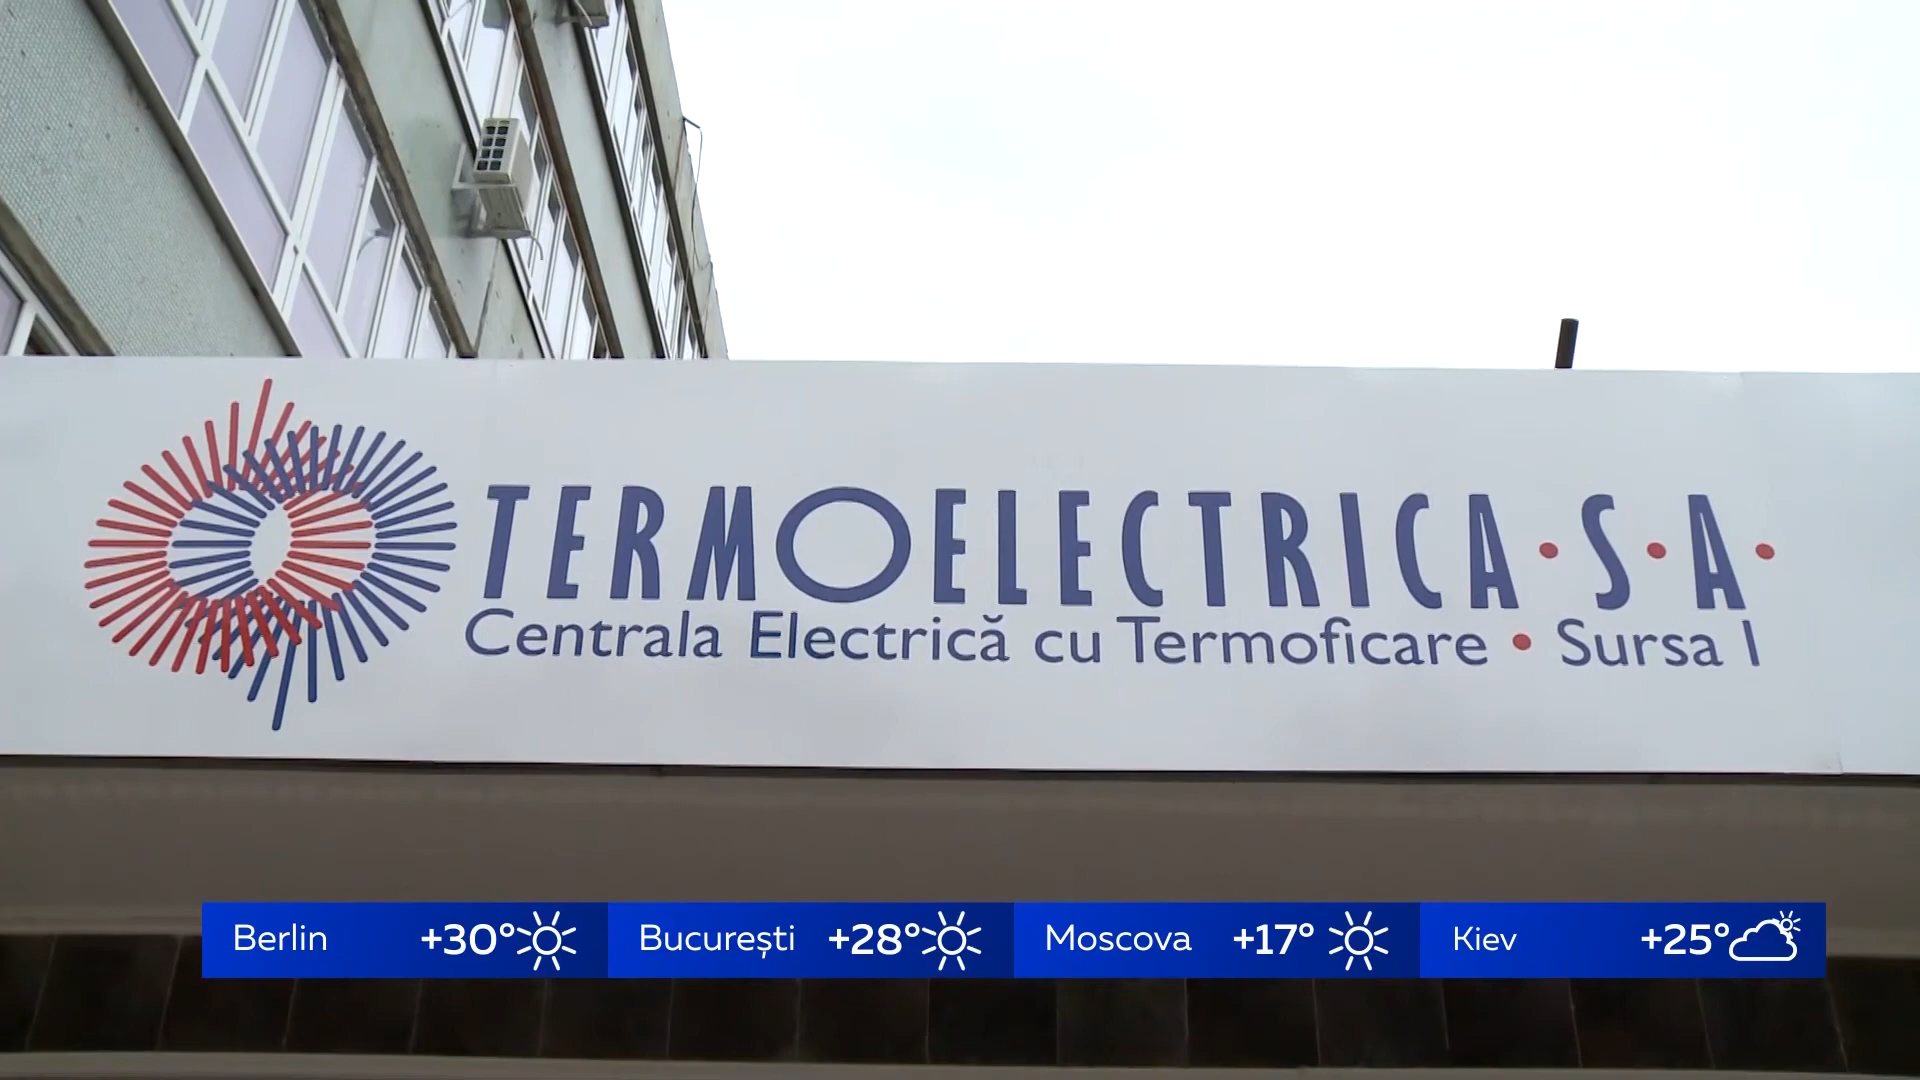 TERMOELECTRICA•S•A•
Centrala Electrică cu Termoficare • Sursa I
Berlin +30° București +28° Moscova +17° Kiev +25°